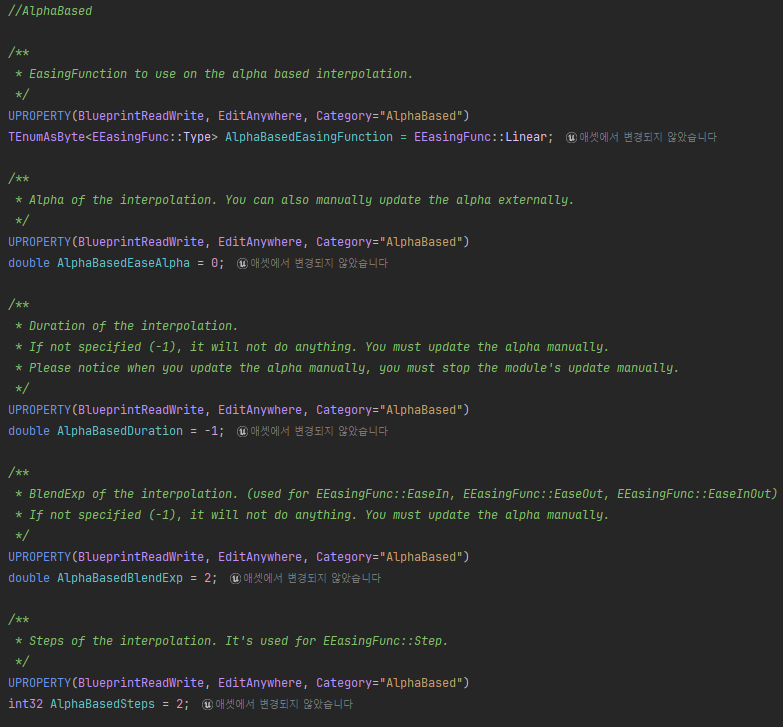 //AlphaBased
/**
* EasingFunction to use on the alpha based interpolation.
*/
UPROPERTY(BlueprintReadWrite, EditAnywhere, Category="AlphaBased")
TEnumAsByte<EEasingFunc::Type> AlphaBasedEasingFunction = EEasingFunc::Linear; 애셋에서 변경되지 않았습니다
/**
* Alpha of the interpolation. You can also manually update the alpha externally.
*/
UPROPERTY(BlueprintReadWrite, EditAnywhere, Category="AlphaBased")
double AlphaBasedEaseAlpha = 0; 애셋에서 변경되지 않았습니다
/**
* Duration of the interpolation.
* If not specified (-1), it will not do anything. You must update the alpha manually.
* Please notice when you update the alpha manually, you must stop the module's update manually.
*/
UPROPERTY(BlueprintReadWrite, EditAnywhere, Category="AlphaBased")
double AlphaBasedDuration = -1; 애셋에서 변경되지 않았습니다
/**
* BlendExp of the interpolation. (used for EEasingFunc::EaseIn, EEasingFunc::EaseOut, EEasingFunc::EaseInOut)
* If not specified (-1), it will not do anything. You must update the alpha manually.
*/
UPROPERTY(BlueprintReadWrite, EditAnywhere, Category="AlphaBased")
double AlphaBasedBlendExp = 2; 애셋에서 변경되지 않았습니다
/**
* Steps of the interpolation. It's used for EEasingFunc::Step.
*/
UPROPERTY(BlueprintReadWrite, EditAnywhere, Category="AlphaBased")
int32 AlphaBasedSteps = 2; 애셋에서 변경되지 않았습니다